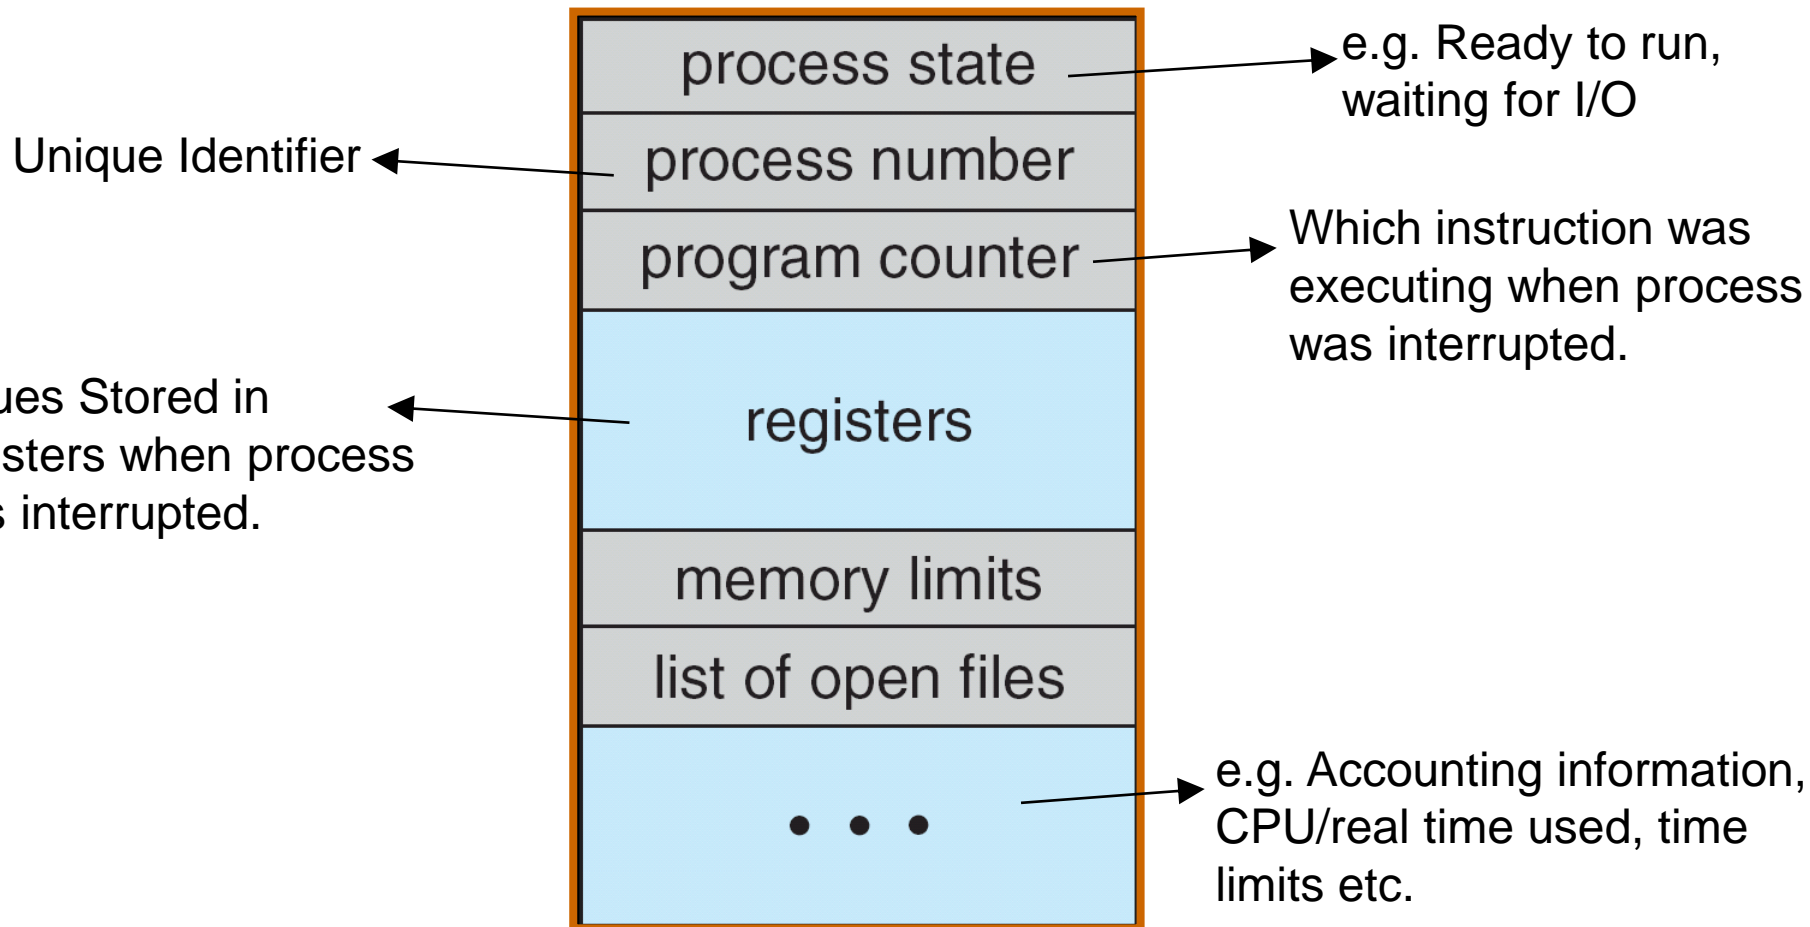 process state
e.g. Ready to run,
waiting for I/O
Unique Identifier
process number
program counter
Which instruction was
executing when process
was interrupted.
Stored in
when process
interrupted.
registers
memory limits
list of open files
• • •
e.g. Accounting information,
CPU/real time used, time
limits etc.